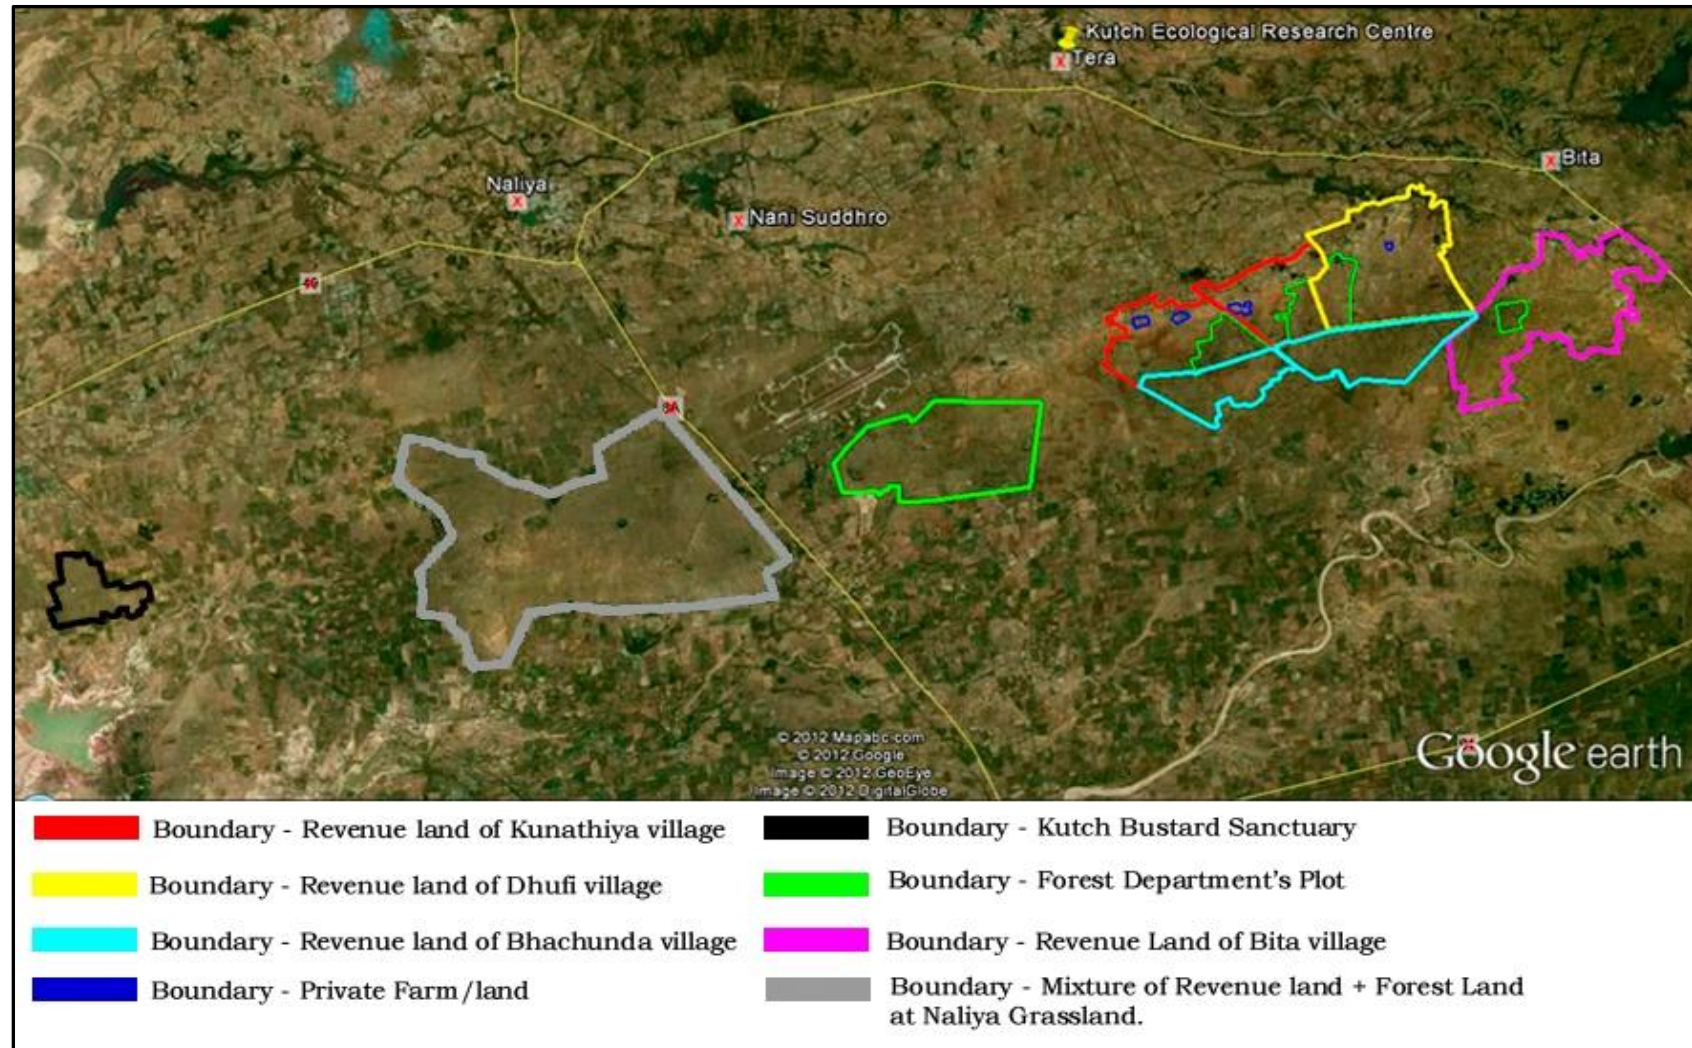 Kutch Ecological Research Centre
Tera
Bita
Naliya
Nani Suddhro
49
8A
© 2012 Mapabc.com
© 2012 Google
Image © 2012 GeoEye
Image © 2012 DigitalGlobe
Google earth
Boundary - Revenue land of Kunathiya village
Boundary - Kutch Bustard Sanctuary
Boundary - Revenue land of Dhufi village
Boundary - Forest Department's Plot
Boundary - Revenue land of Bhachunda village
Boundary - Revenue Land of Bita village
Boundary - Private Farm/land
Boundary - Mixture of Revenue land + Forest Land
at Naliya Grassland.